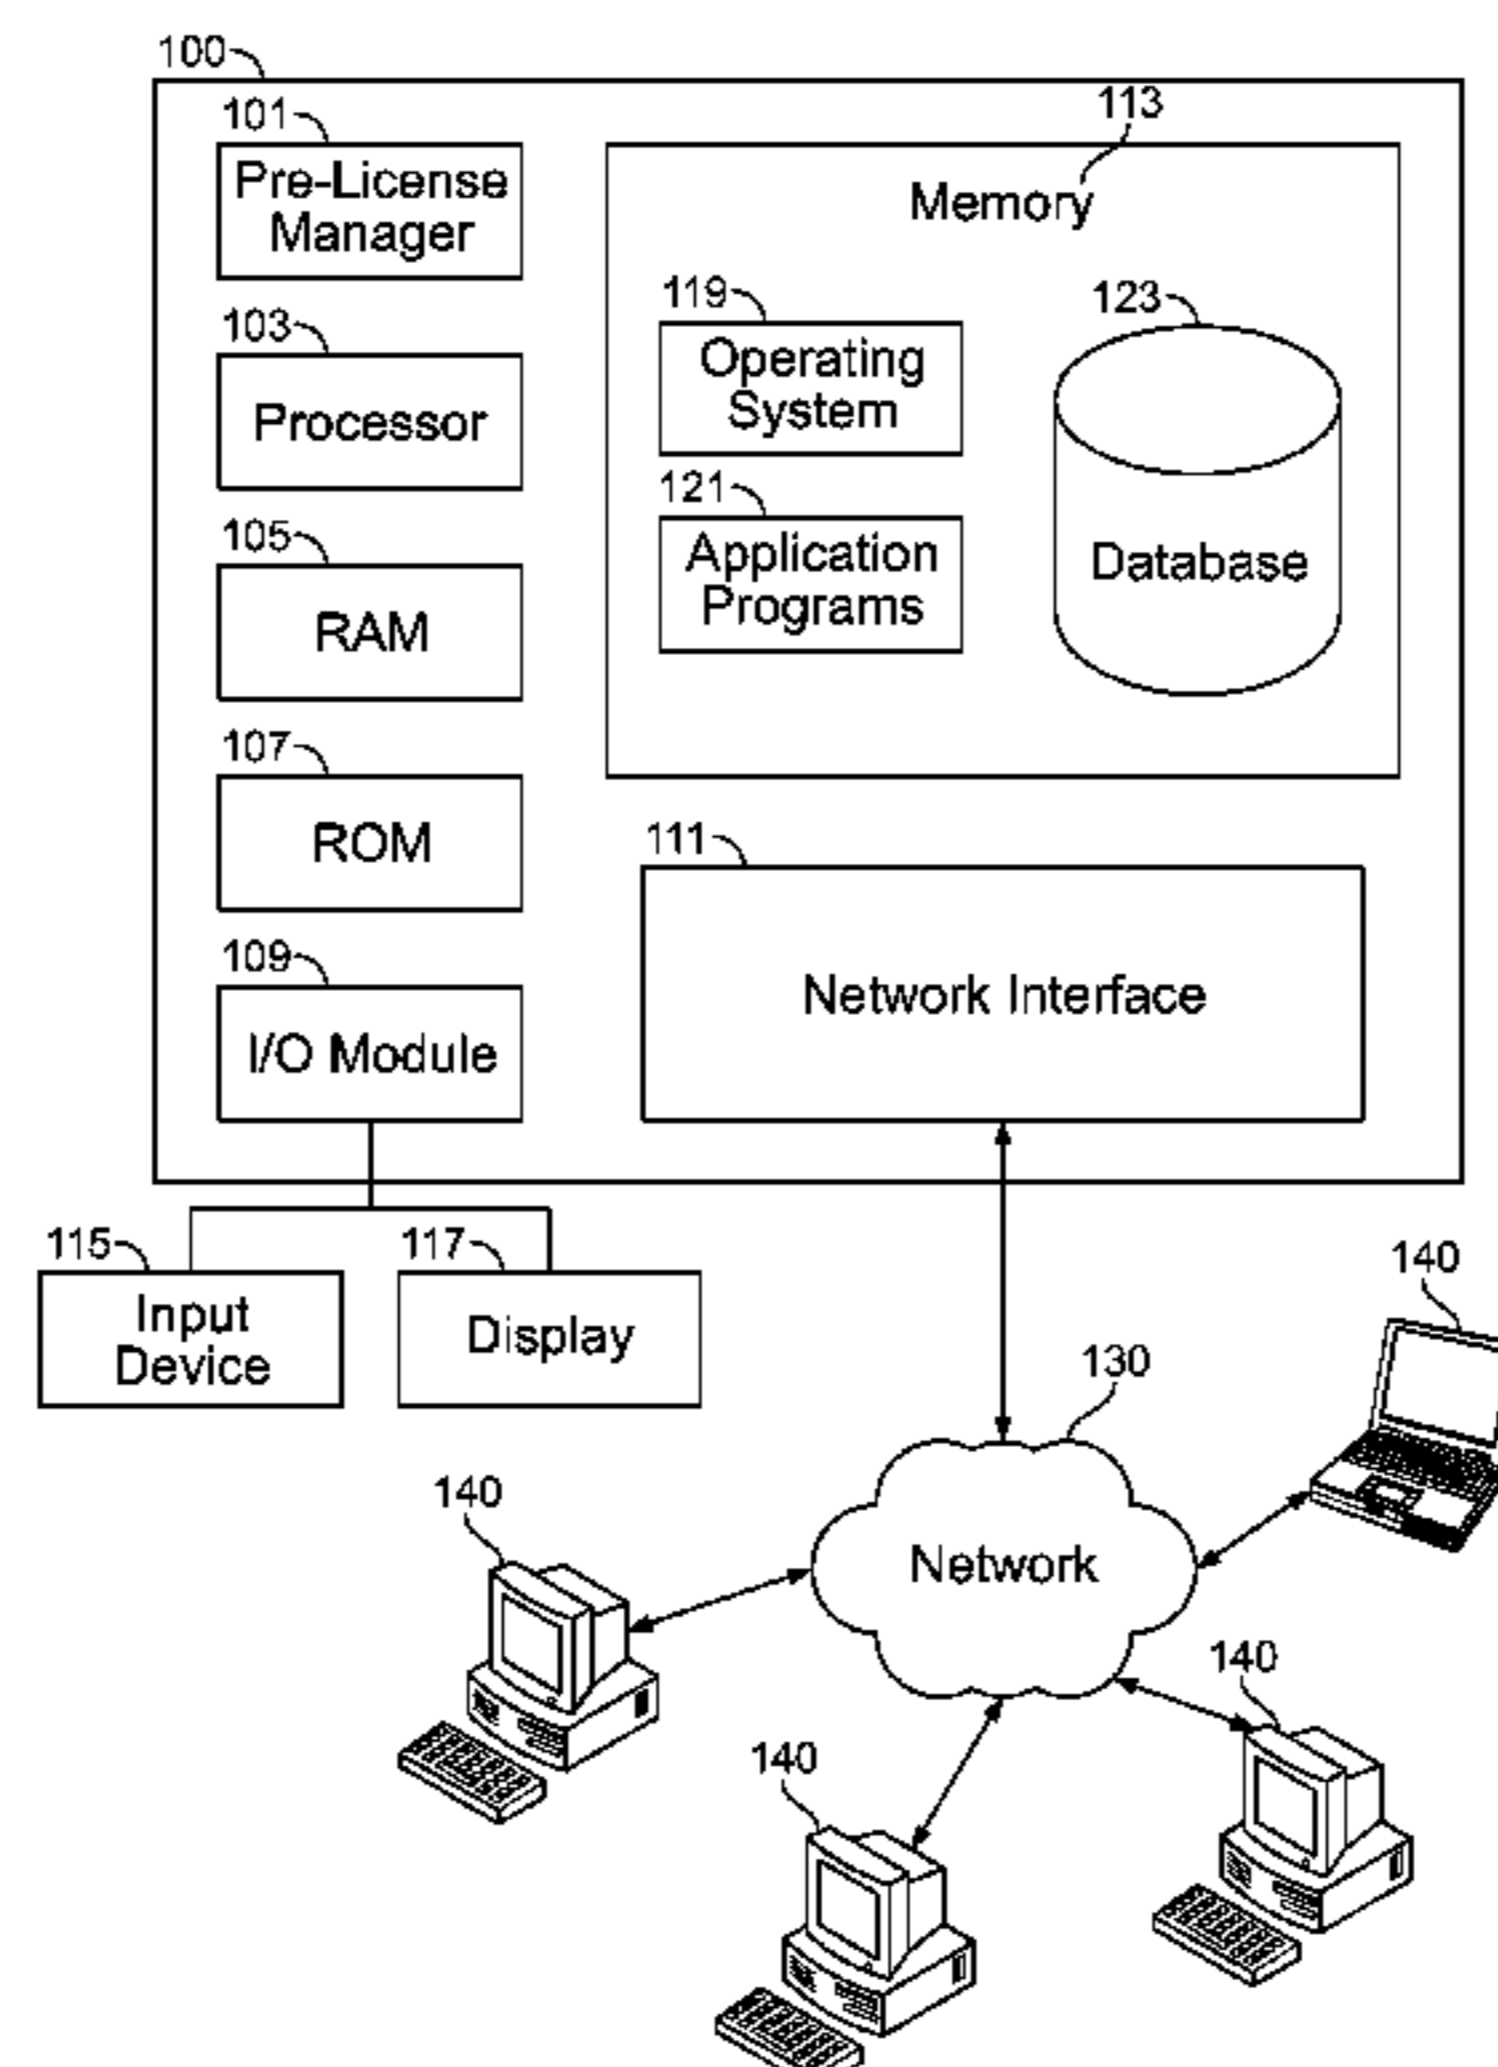 100
101
Pre-License
Manager
103
Processor
105
RAM
107
ROM
109
I/O Module
113
Memory
119
Operating
System
121
Application
Programs
123
Database
111
Network Interface
115
Input
Device
117
Display
130
Network
140
140
140
140